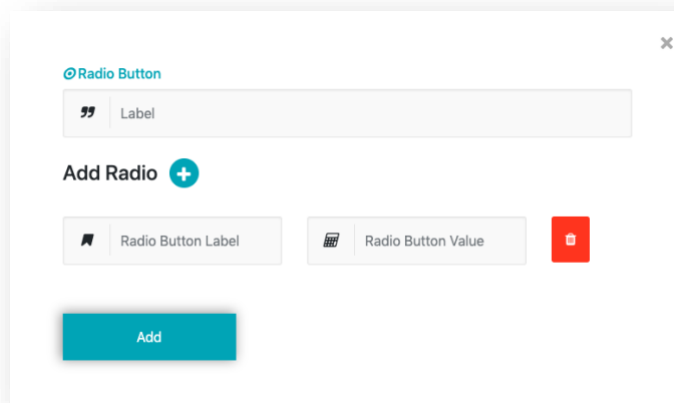 Radio Button
Label
Add Radio
Radio Button Label
Radio Button Value
Add